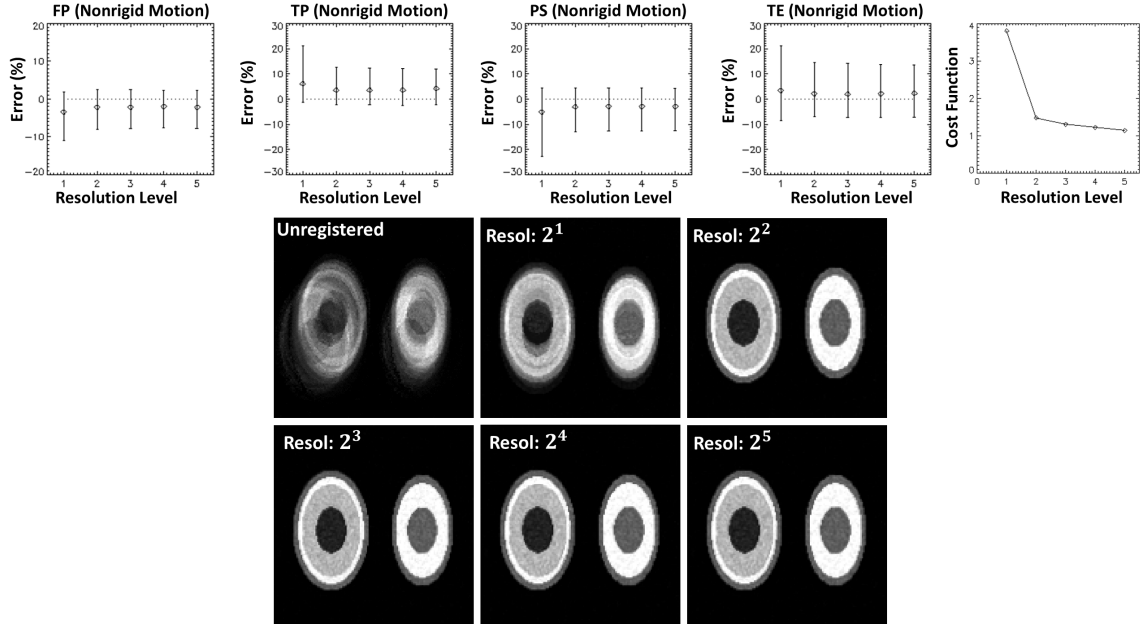 FP (Nonrigid Motion)
Error (%)
20
10
0
−10
−20
1 2 3 4 5
Resolution Level
TP (Nonrigid Motion)
Error (%)
30
20
10
0
−10
−20
−30
1 2 3 4 5
Resolution Level
PS (Nonrigid Motion)
Error (%)
30
20
10
0
−10
−20
−30
1 2 3 4 5
Resolution Level
TE (Nonrigid Motion)
Error (%)
30
20
10
0
−10
−20
−30
1 2 3 4 5
Resolution Level
Cost Function
4
3
2
1
0
0 1 2 3 4 5
Resolution Level
Unregistered
Resol: 2¹
Resol: 2²
Resol: 2³
Resol: 2⁴
Resol: 2⁵